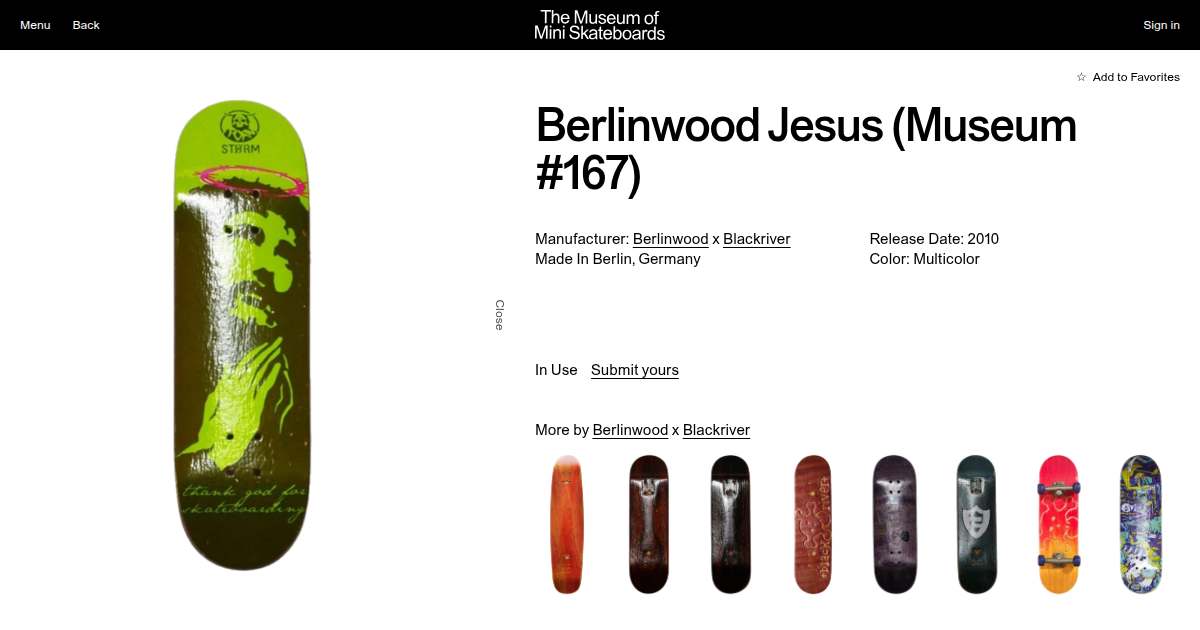 Menu
Back
The Museum of
Mini Skateboards
Sign in
☆ Add to Favorites
STHRM
thank god for
skateboarding
Close
Berlinwood Jesus (Museum
#167)
Manufacturer: Berlinwood x Blackriver
Made In Berlin, Germany
Release Date: 2010
Color: Multicolor
In Use Submit yours
More by Berlinwood x Blackriver